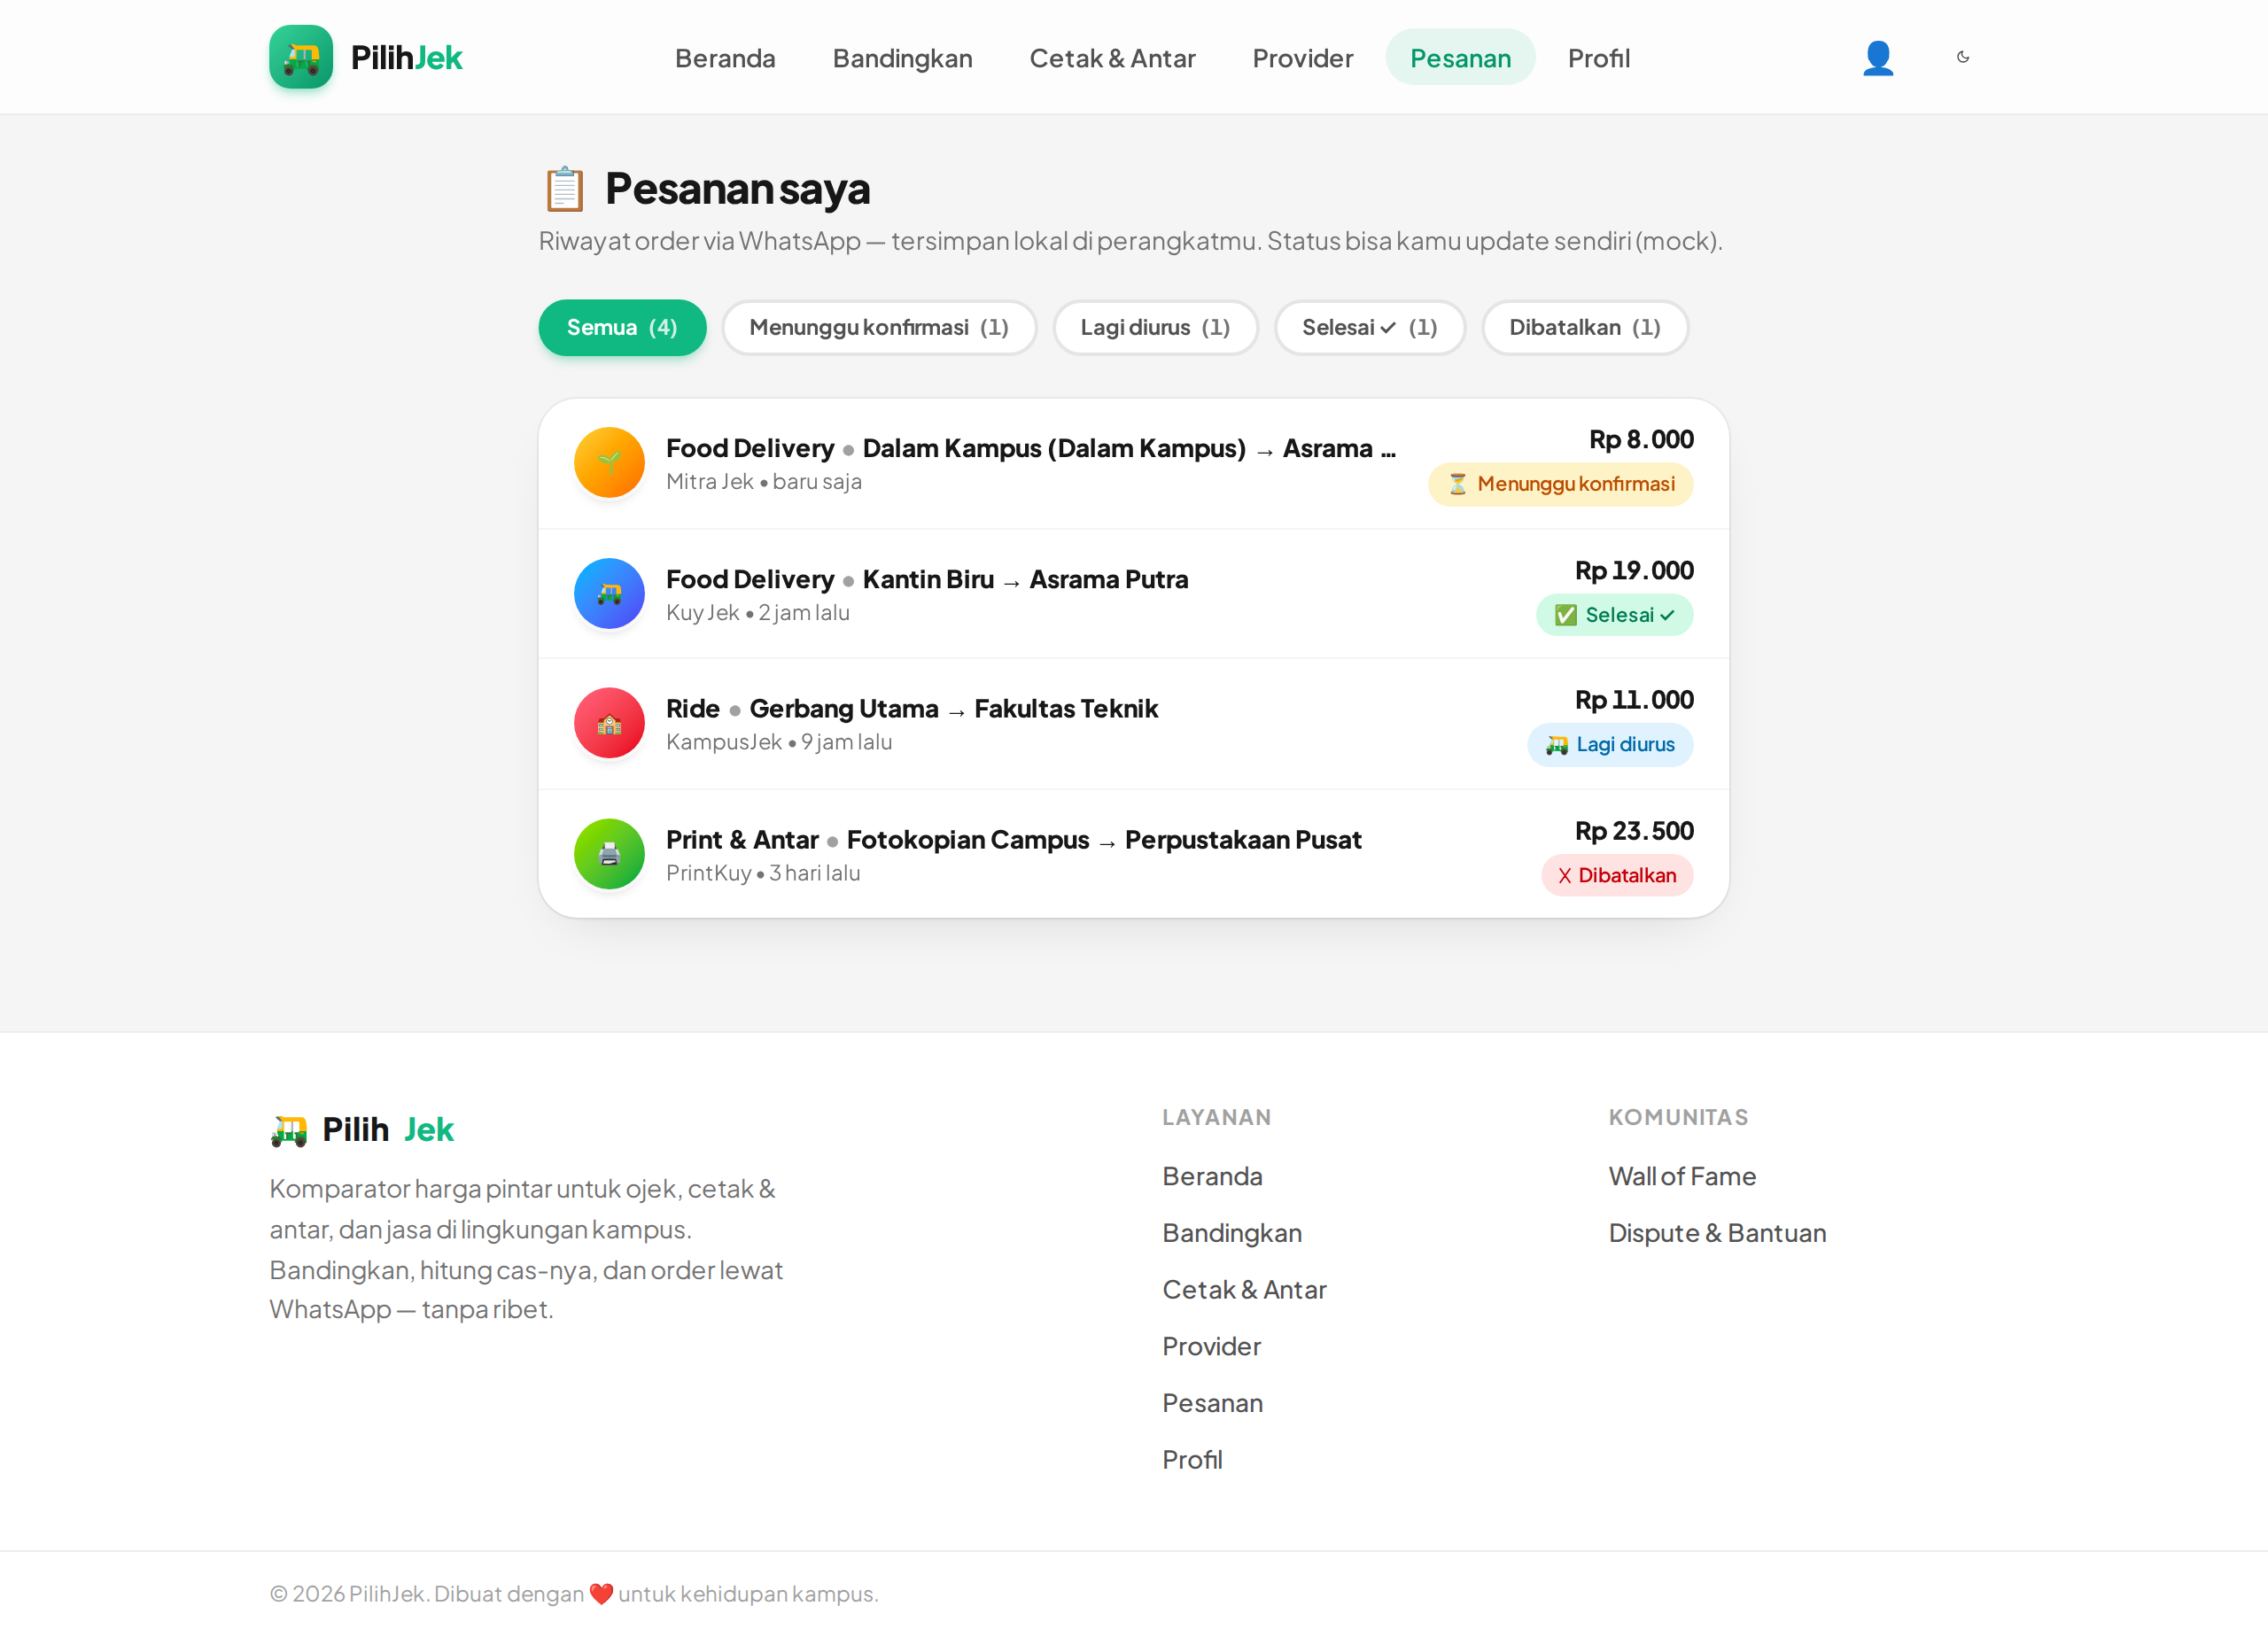 PilihJek
Beranda
Bandingkan
Cetak & Antar
Provider
Pesanan
Profil
Pesanan saya
Riwayat order via WhatsApp — tersimpan lokal di perangkatmu. Status bisa kamu update sendiri (mock).
Semua (4)
Menunggu konfirmasi (1)
Lagi diurus (1)
Selesai ✓ (1)
Dibatalkan (1)
Food Delivery • Dalam Kampus (Dalam Kampus) → Asrama ...
Mitra Jek • baru saja
Rp 8.000
Menunggu konfirmasi
Food Delivery • Kantin Biru → Asrama Putra
Kuy Jek • 2 jam lalu
Rp 19.000
Selesai ✓
Ride • Gerbang Utama → Fakultas Teknik
KampusJek • 9 jam lalu
Rp 11.000
Lagi diurus
Print & Antar • Fotokopian Campus → Perpustakaan Pusat
PrintKuy • 3 hari lalu
Rp 23.500
X Dibatalkan
Pilih Jek
Komparator harga pintar untuk ojek, cetak &
antar, dan jasa di lingkungan kampus.
Bandingkan, hitung cas-nya, dan order lewat
WhatsApp — tanpa ribet.
LAYANAN
Beranda
Bandingkan
Cetak & Antar
Provider
Pesanan
Profil
KOMUNITAS
Wall of Fame
Dispute & Bantuan
© 2026 PilihJek. Dibuat dengan ❤️ untuk kehidupan kampus.